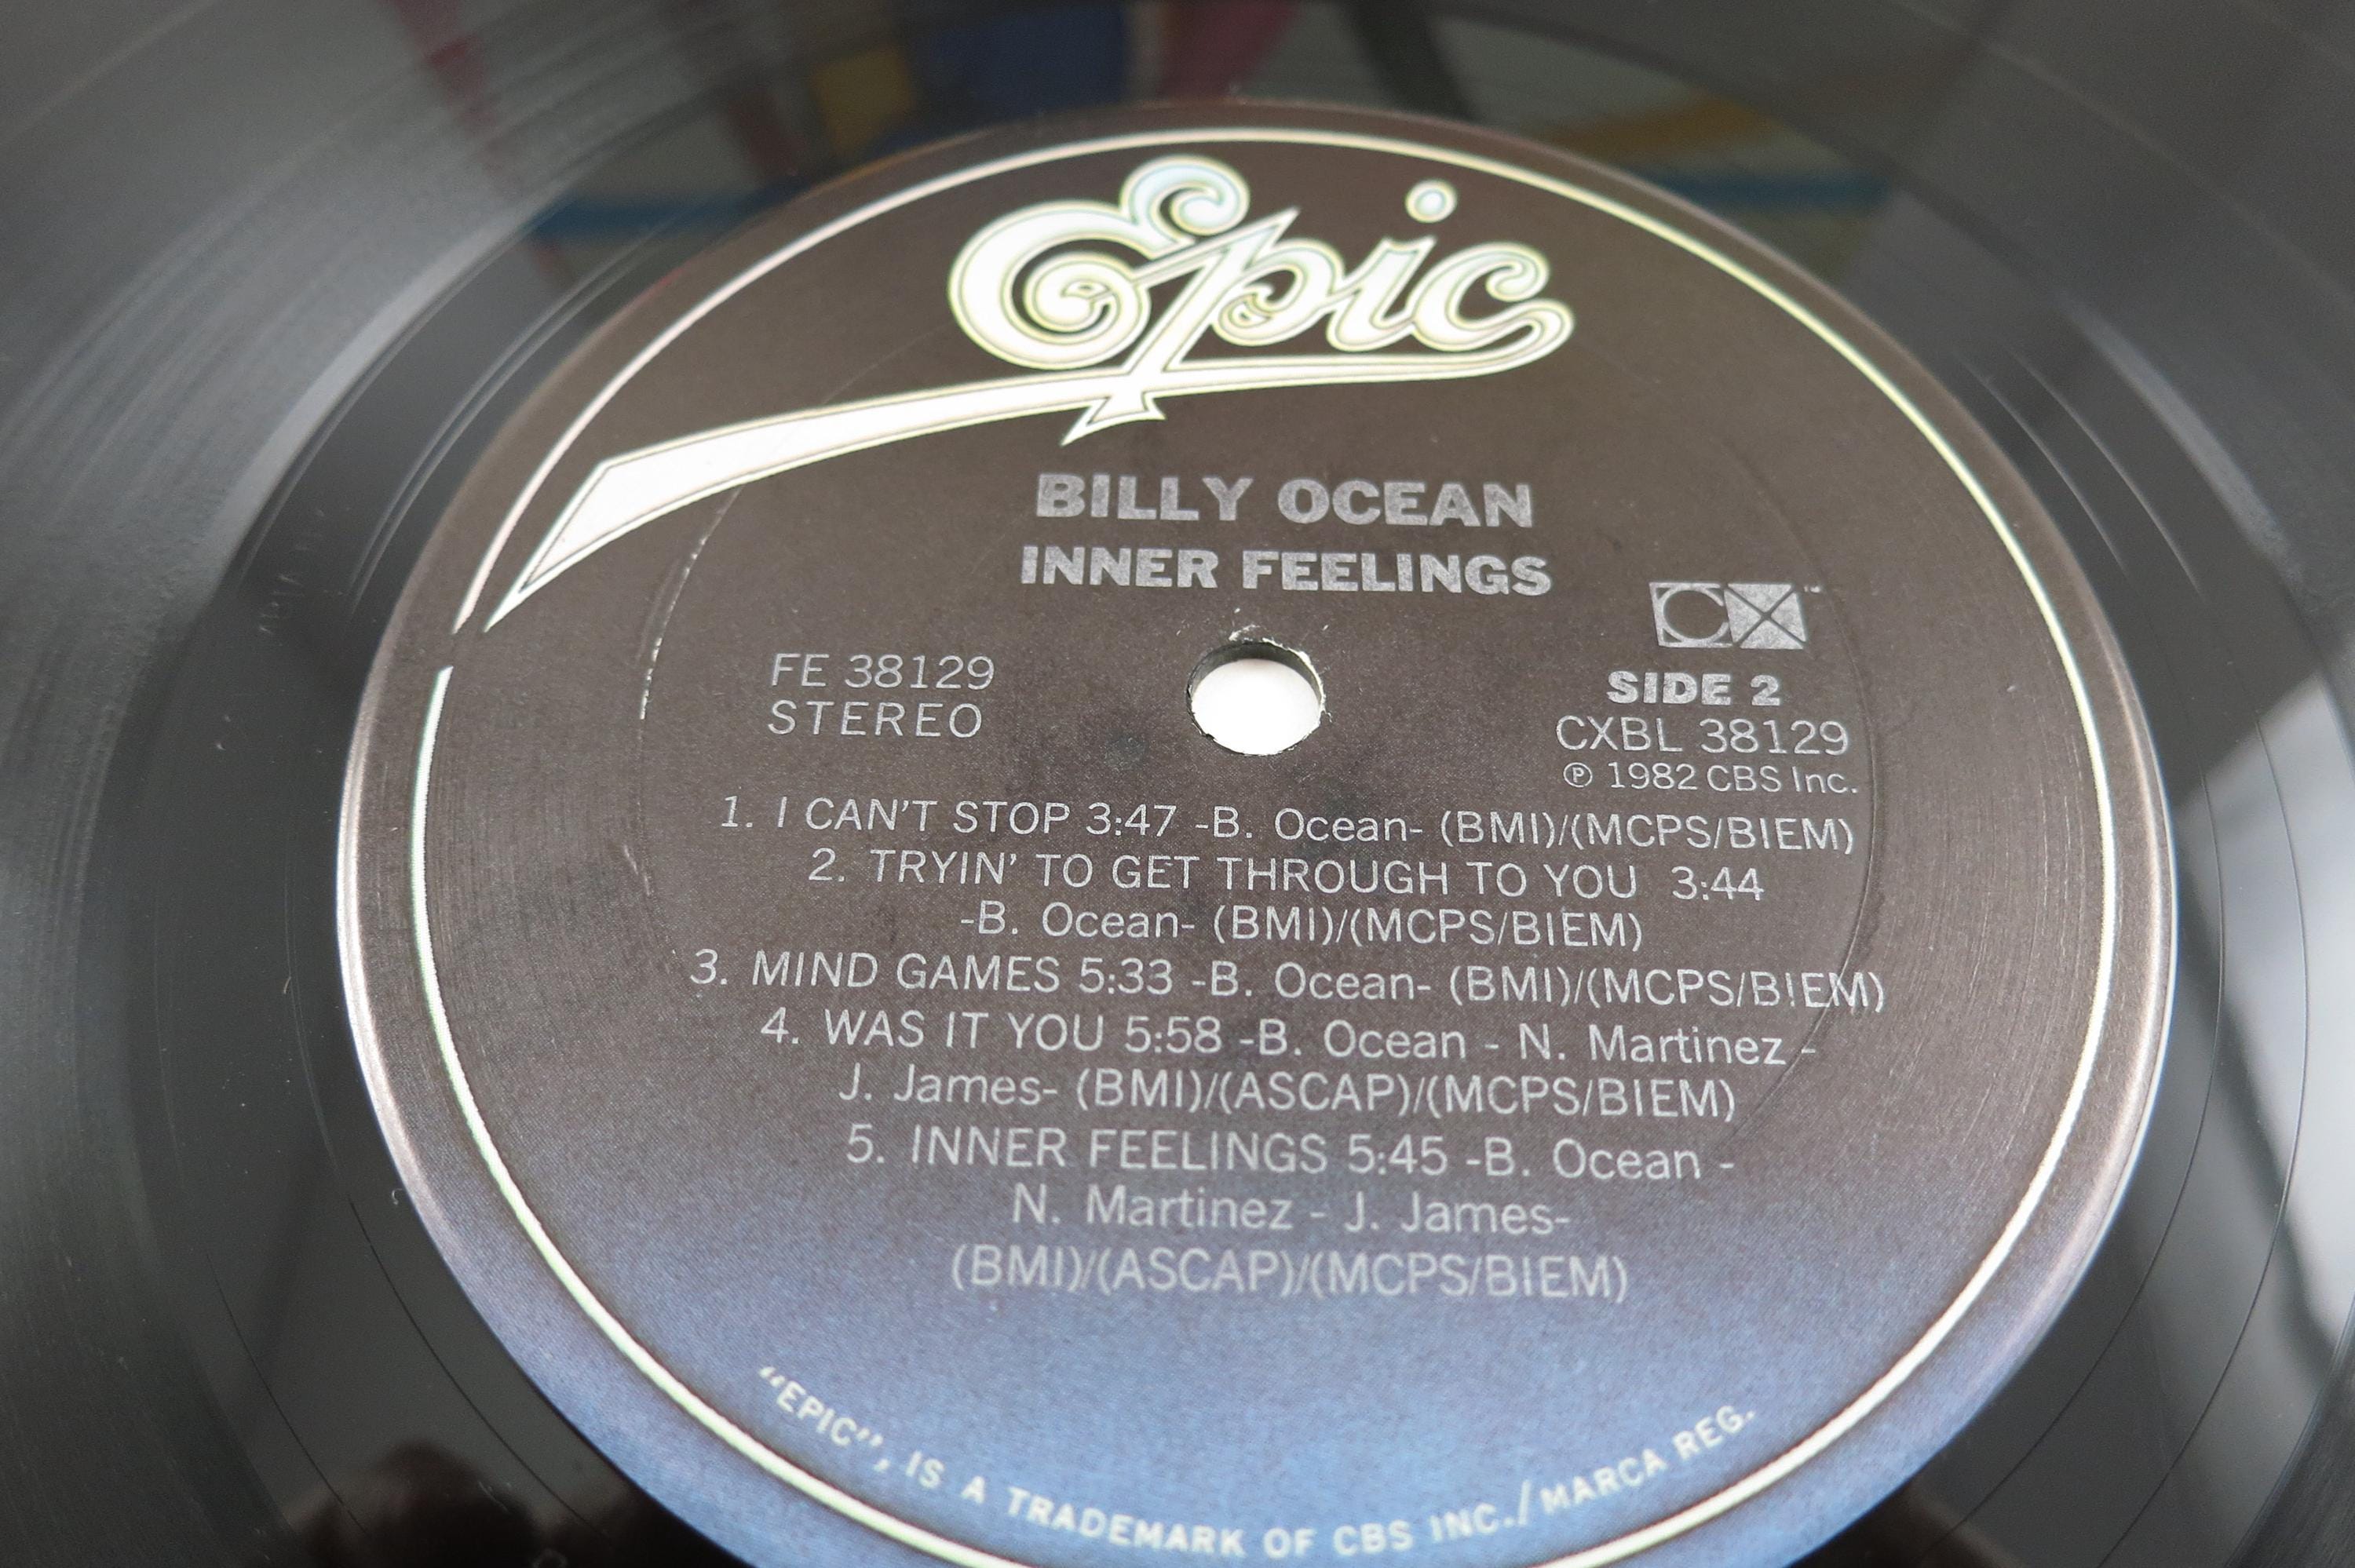 Epic
BILLY OCEAN
INNER FEELINGS
CX™
FE 38129
STEREO
SIDE 2
CXBL 38129
℗ 1982 CBS Inc.
1. I CAN'T STOP 3:47 -B. Ocean- (BMI)/(MCPS/BIEM)
2. TRYIN' TO GET THROUGH TO YOU 3:44
-B. Ocean- (BMI)/(MCPS/BIEM)
3. MIND GAMES 5:33 -B. Ocean- (BMI)/(MCPS/BIEM)
4. WAS IT YOU 5:58 -B. Ocean - N. Martinez -
J. James- (BMI)/(ASCAP)/(MCPS/BIEM)
5. INNER FEELINGS 5:45 -B. Ocean -
N. Martinez - J. James-
(BMI)/(ASCAP)/(MCPS/BIEM)
"EPIC", IS A TRADEMARK OF CBS INC./MARCA REG.